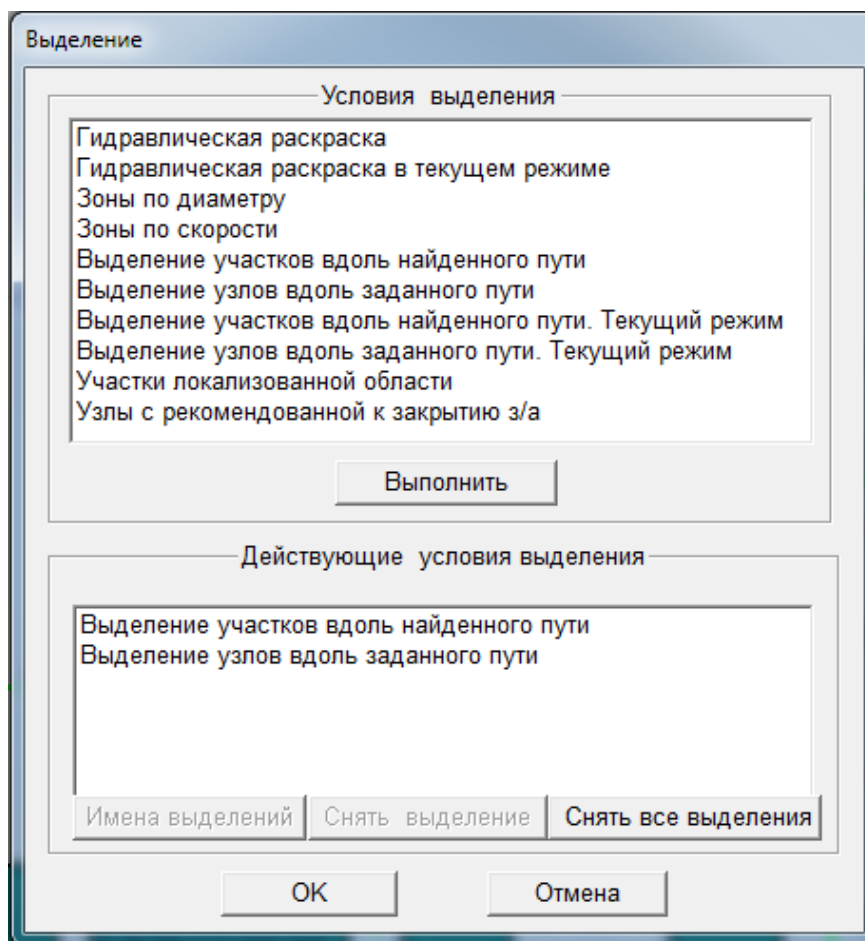 Выделение
Условия выделения
Гидравлическая раскраска
Гидравлическая раскраска в текущем режиме
Зоны по диаметру
Зоны по скорости
Выделение участков вдоль найденного пути
Выделение узлов вдоль заданного пути
Выделение участков вдоль найденного пути. Текущий режим
Выделение узлов вдоль заданного пути. Текущий режим
Участки локализованной области
Узлы с рекомендованной к закрытию з/а
Выполнить
Действующие условия выделения
Выделение участков вдоль найденного пути
Выделение узлов вдоль заданного пути
Имена выделений Снять выделение Снять все выделения
OK Отмена